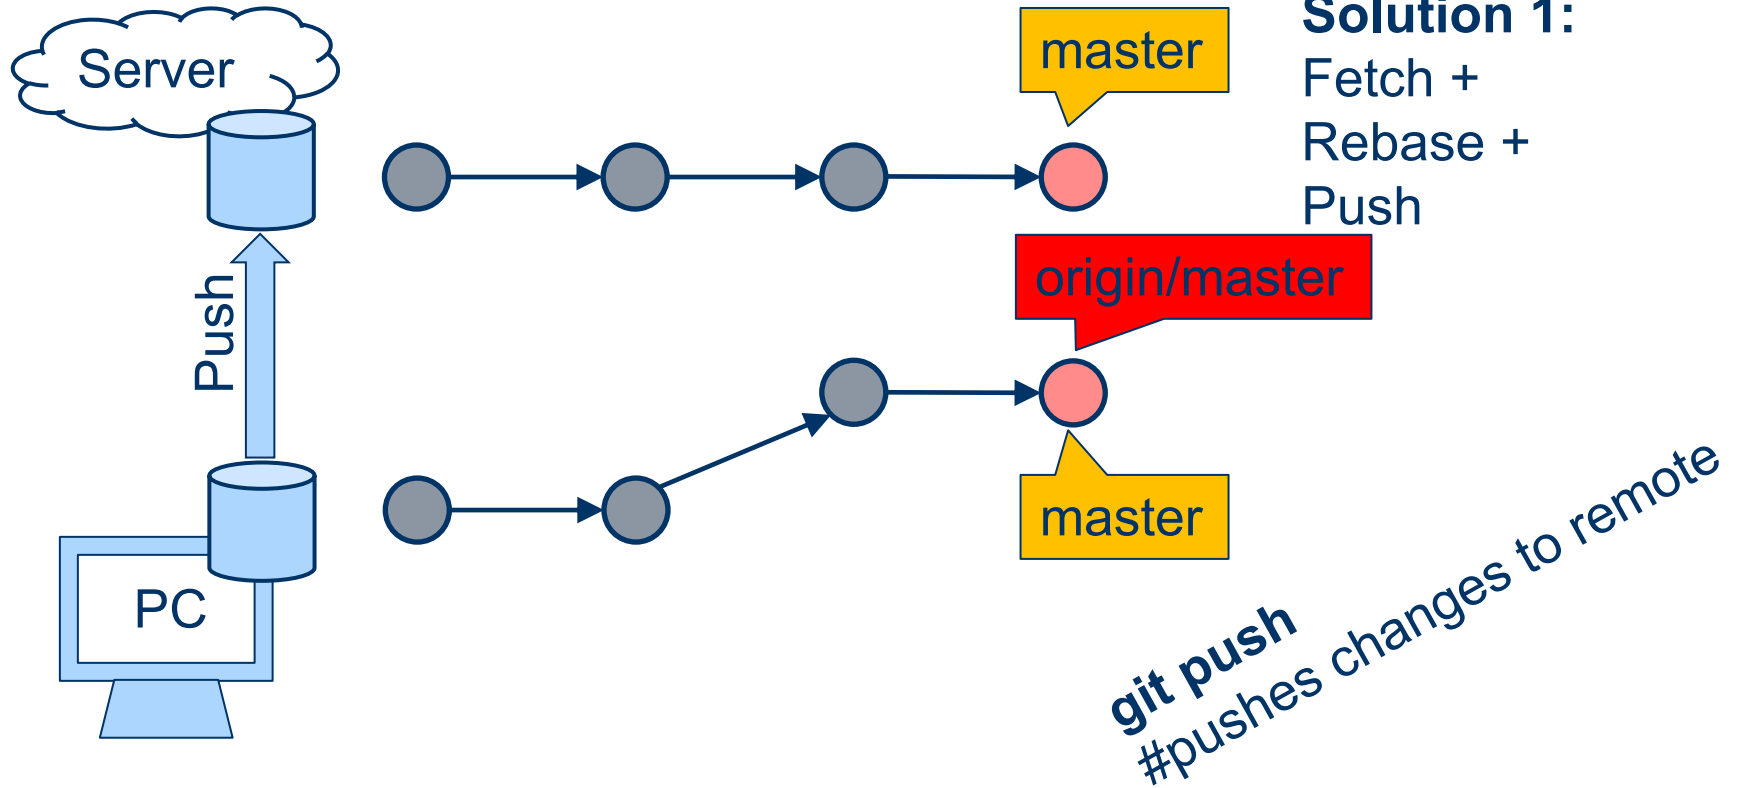 Server
master
Solution 1:
Fetch +
Rebase +
Push
origin/master
Push
master
PC
git push
#pushes changes to remote